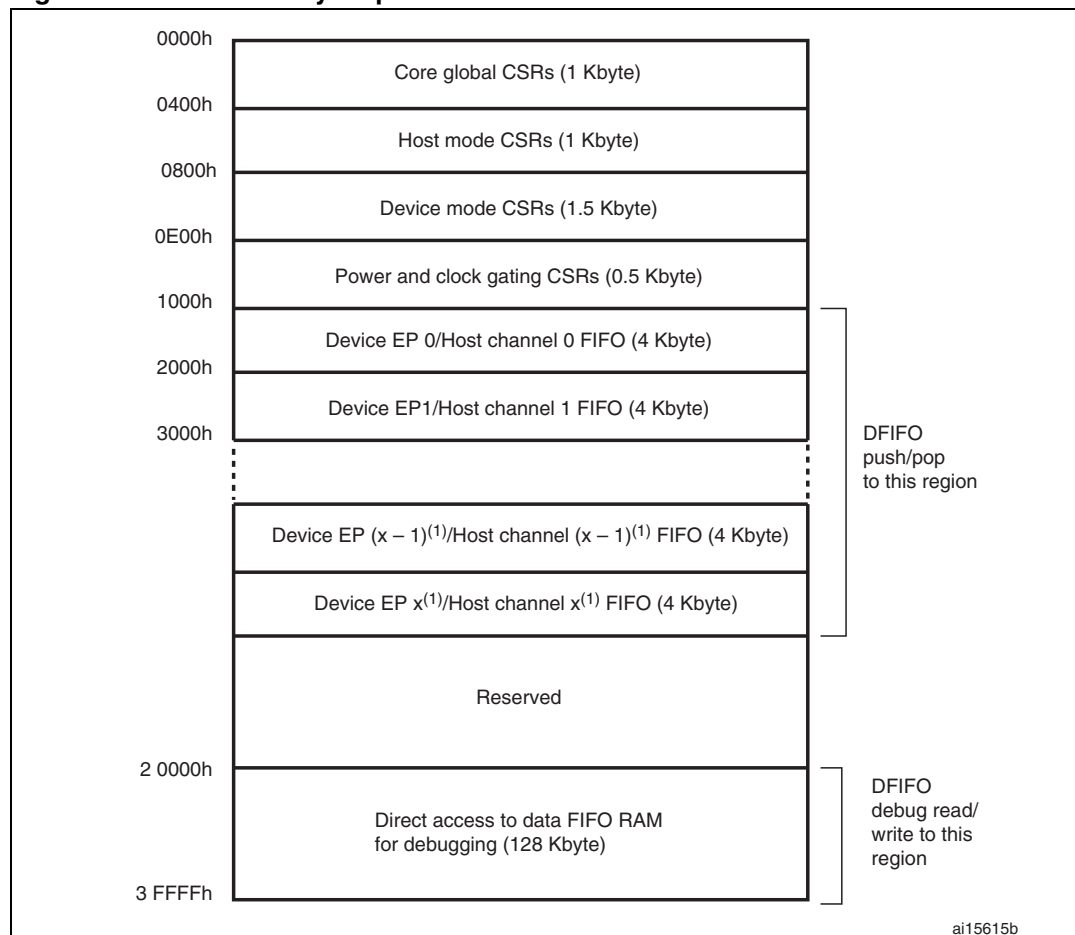 0000h
Core global CSRs (1 Kbyte)
0400h
Host mode CSRs (1 Kbyte)
0800h
Device mode CSRs (1.5 Kbyte)
0E00h
Power and clock gating CSRs (0.5 Kbyte)
1000h
Device EP 0/Host channel 0 FIFO (4 Kbyte)
2000h
Device EP1/Host channel 1 FIFO (4 Kbyte)
3000h
DFIFO
push/pop
to this region
Device EP (x – 1)(1)/Host channel (x – 1)(1) FIFO (4 Kbyte)
Device EP x(1)/Host channel x(1) FIFO (4 Kbyte)
Reserved
2 0000h
DFIFO
debug read/
write to this
region
Direct access to data FIFO RAM
for debugging (128 Kbyte)
3 FFFFh
ai15615b